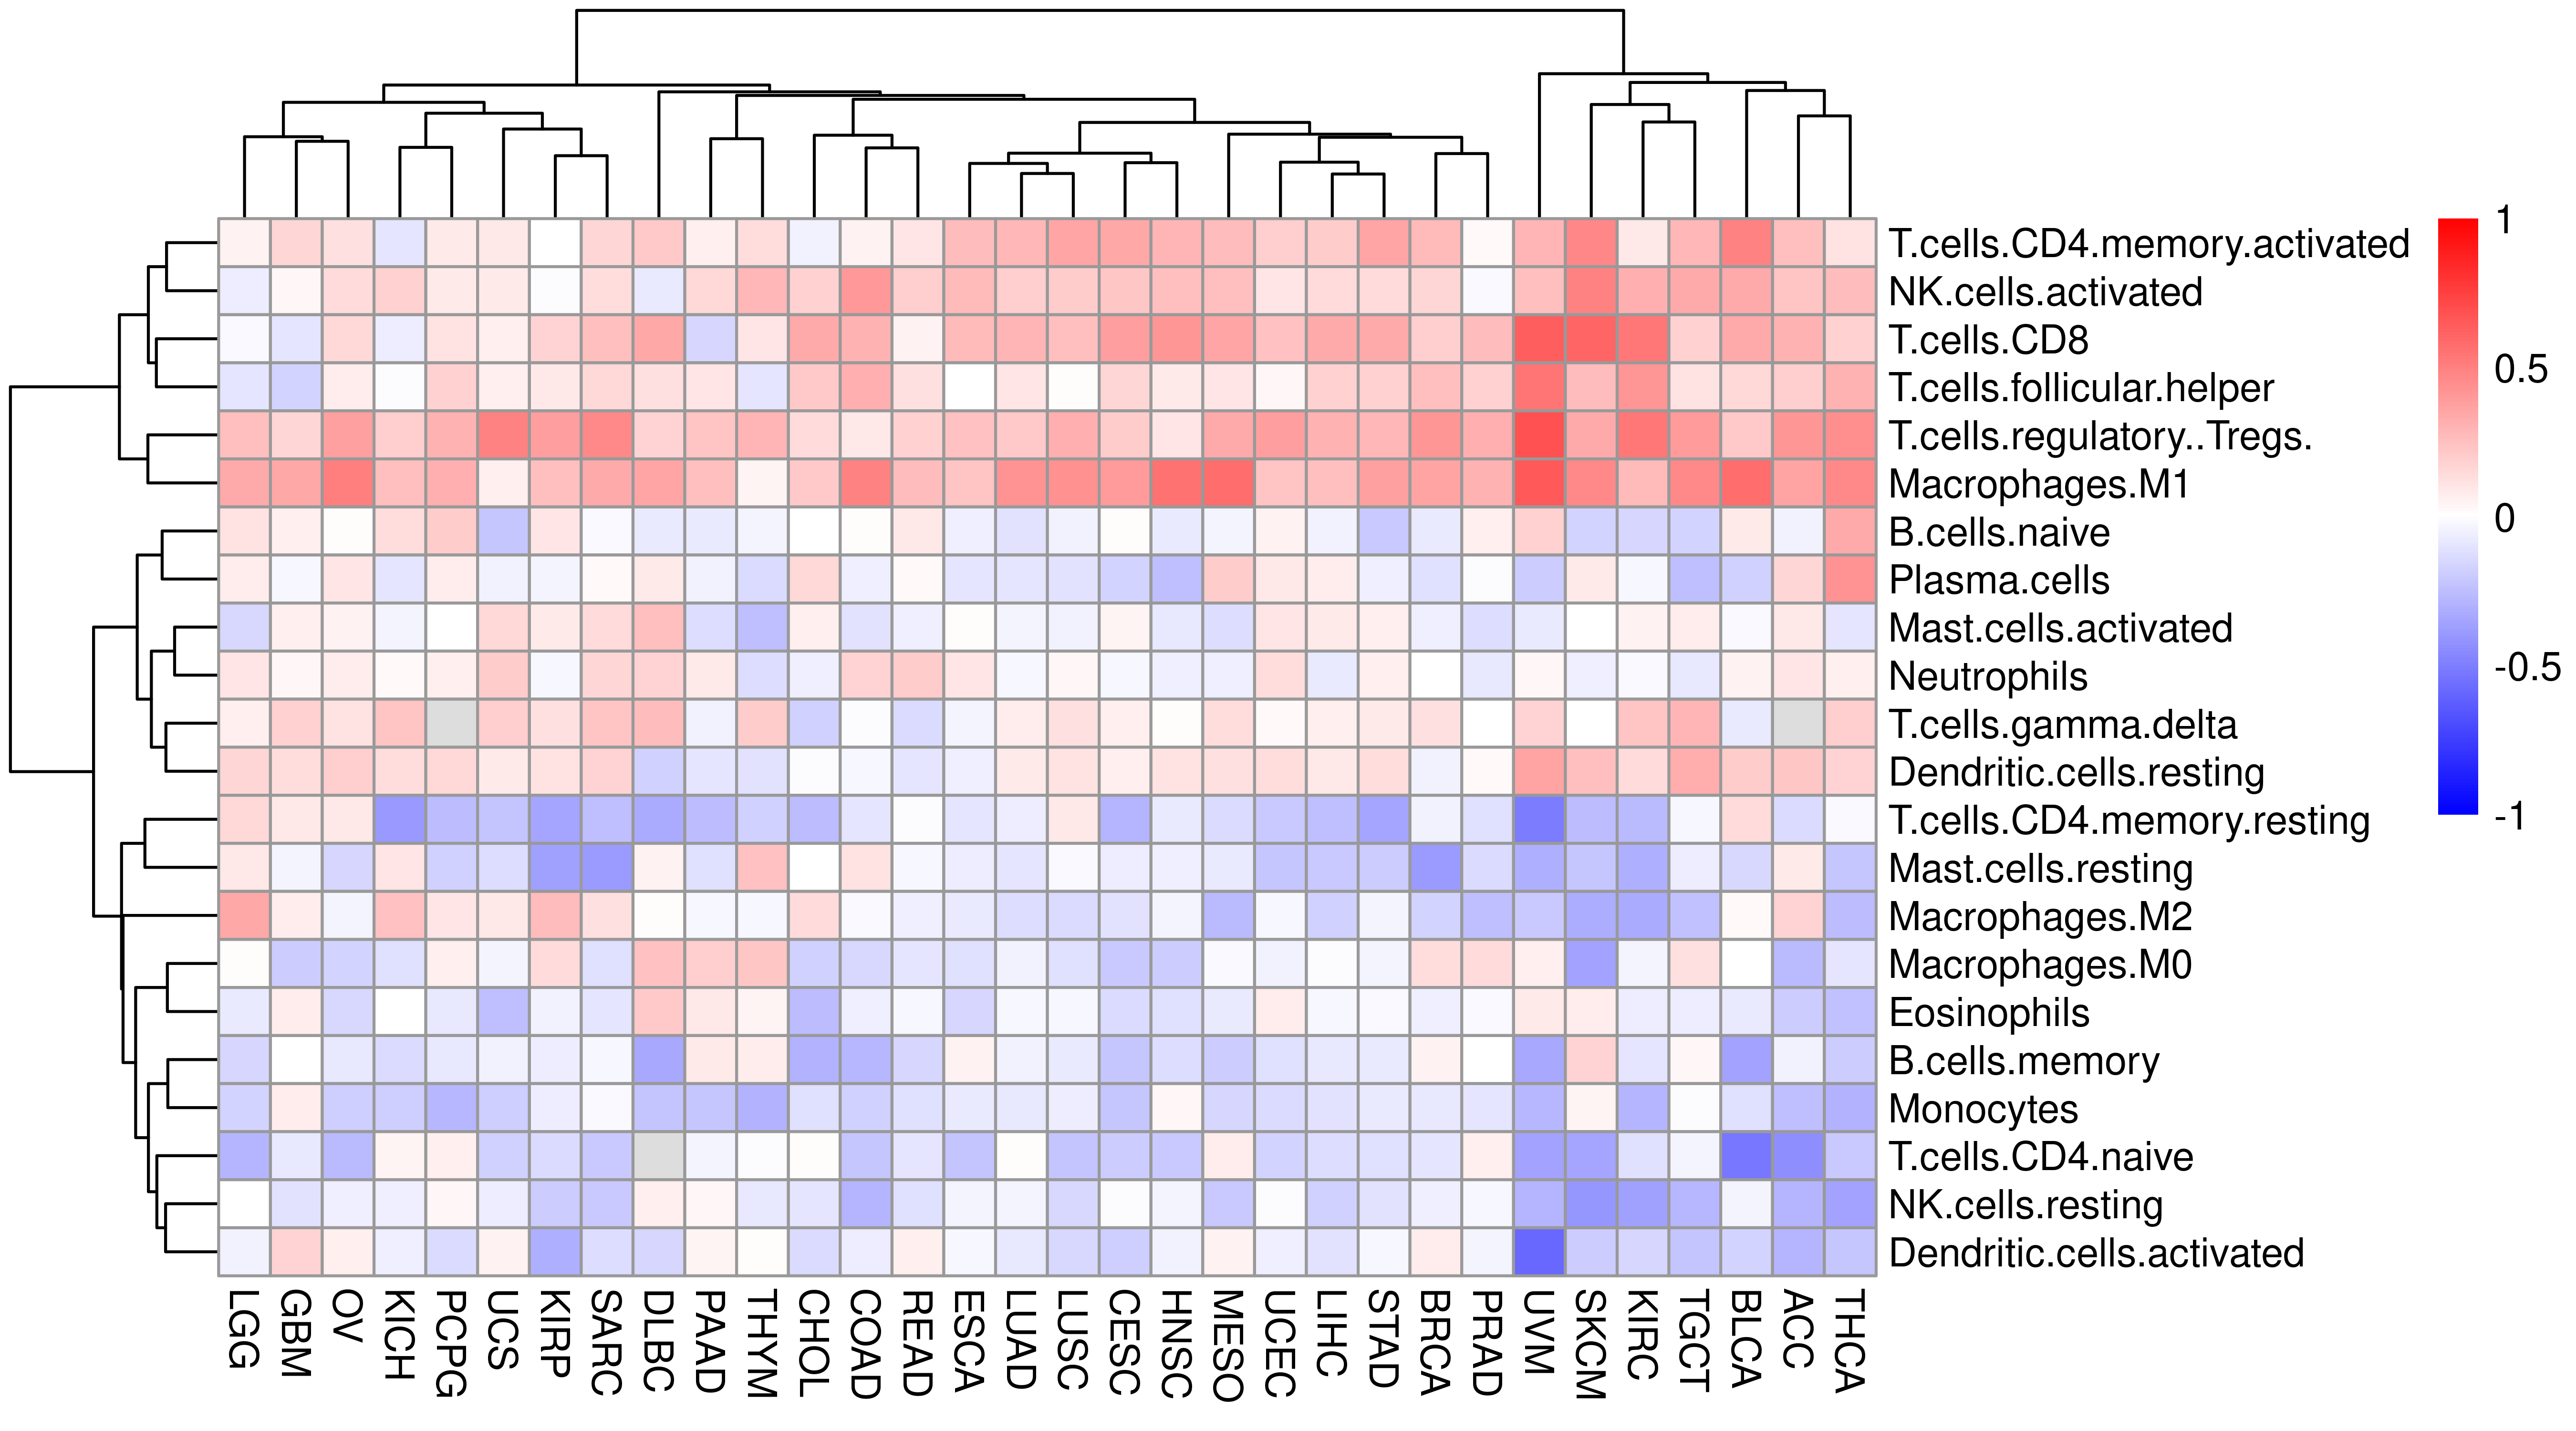 T.cells.CD4.memory.activated
NK.cells.activated
T.cells.CD8
T.cells.follicular.helper
T.cells.regulatory..Tregs.
Macrophages.M1
B.cells.naive
Plasma.cells
Mast.cells.activated
Neutrophils
T.cells.gamma.delta
Dendritic.cells.resting
T.cells.CD4.memory.resting
Mast.cells.resting
Macrophages.M2
Macrophages.M0
Eosinophils
B.cells.memory
Monocytes
T.cells.CD4.naive
NK.cells.resting
Dendritic.cells.activated
1
0.5
0
-0.5
-1
LGG
GBM
OV
KICH
PCPG
UCS
KIRP
SARC
DLBC
PAAD
THYM
CHOL
COAD
READ
ESCA
LUAD
LUSC
CESC
HNSC
MESO
UCEC
LIHC
STAD
BRCA
PRAD
UVM
SKCM
KIRC
TGCT
BLCA
ACC
THCA